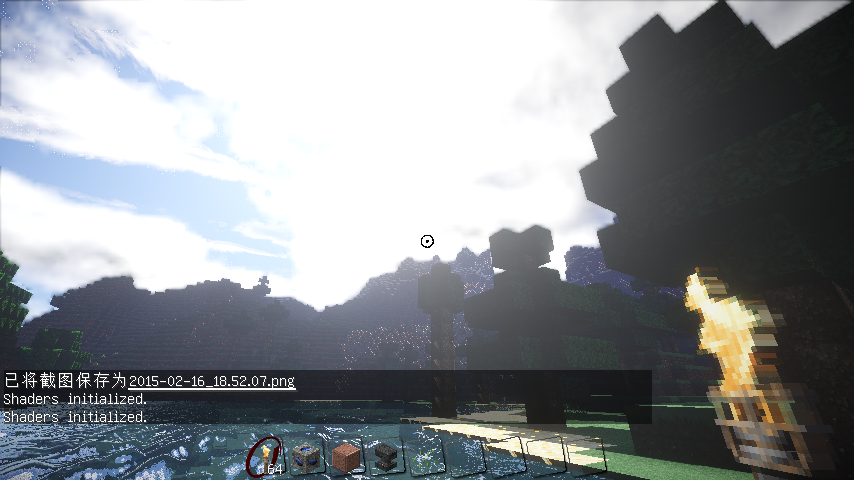 已将截图保存为2015-02-16_18.52.07.png
Shaders initialized.
Shaders initialized.
64